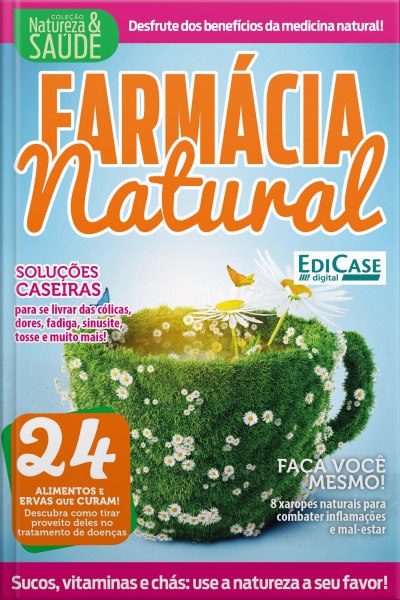 COLEÇÃO
Natureza &
SAÚDE
Desfrute dos benefícios da medicina natural!
FARMÁCIA
Natural
EDICASE
digital
SOLUÇÕES
CASEIRAS
para se livrar das cólicas,
dores, fadiga, sinusite,
tosse e muito mais!
24
ALIMENTOS E
ERVAS QUE CURAM!
Descubra como tirar
proveito deles no
tratamento de doenças
FAÇA VOCÊ
MESMO!
8 xaropes naturais para
combater inflamações
e mal-estar
Sucos, vitaminas e chás: use a natureza a seu favor!